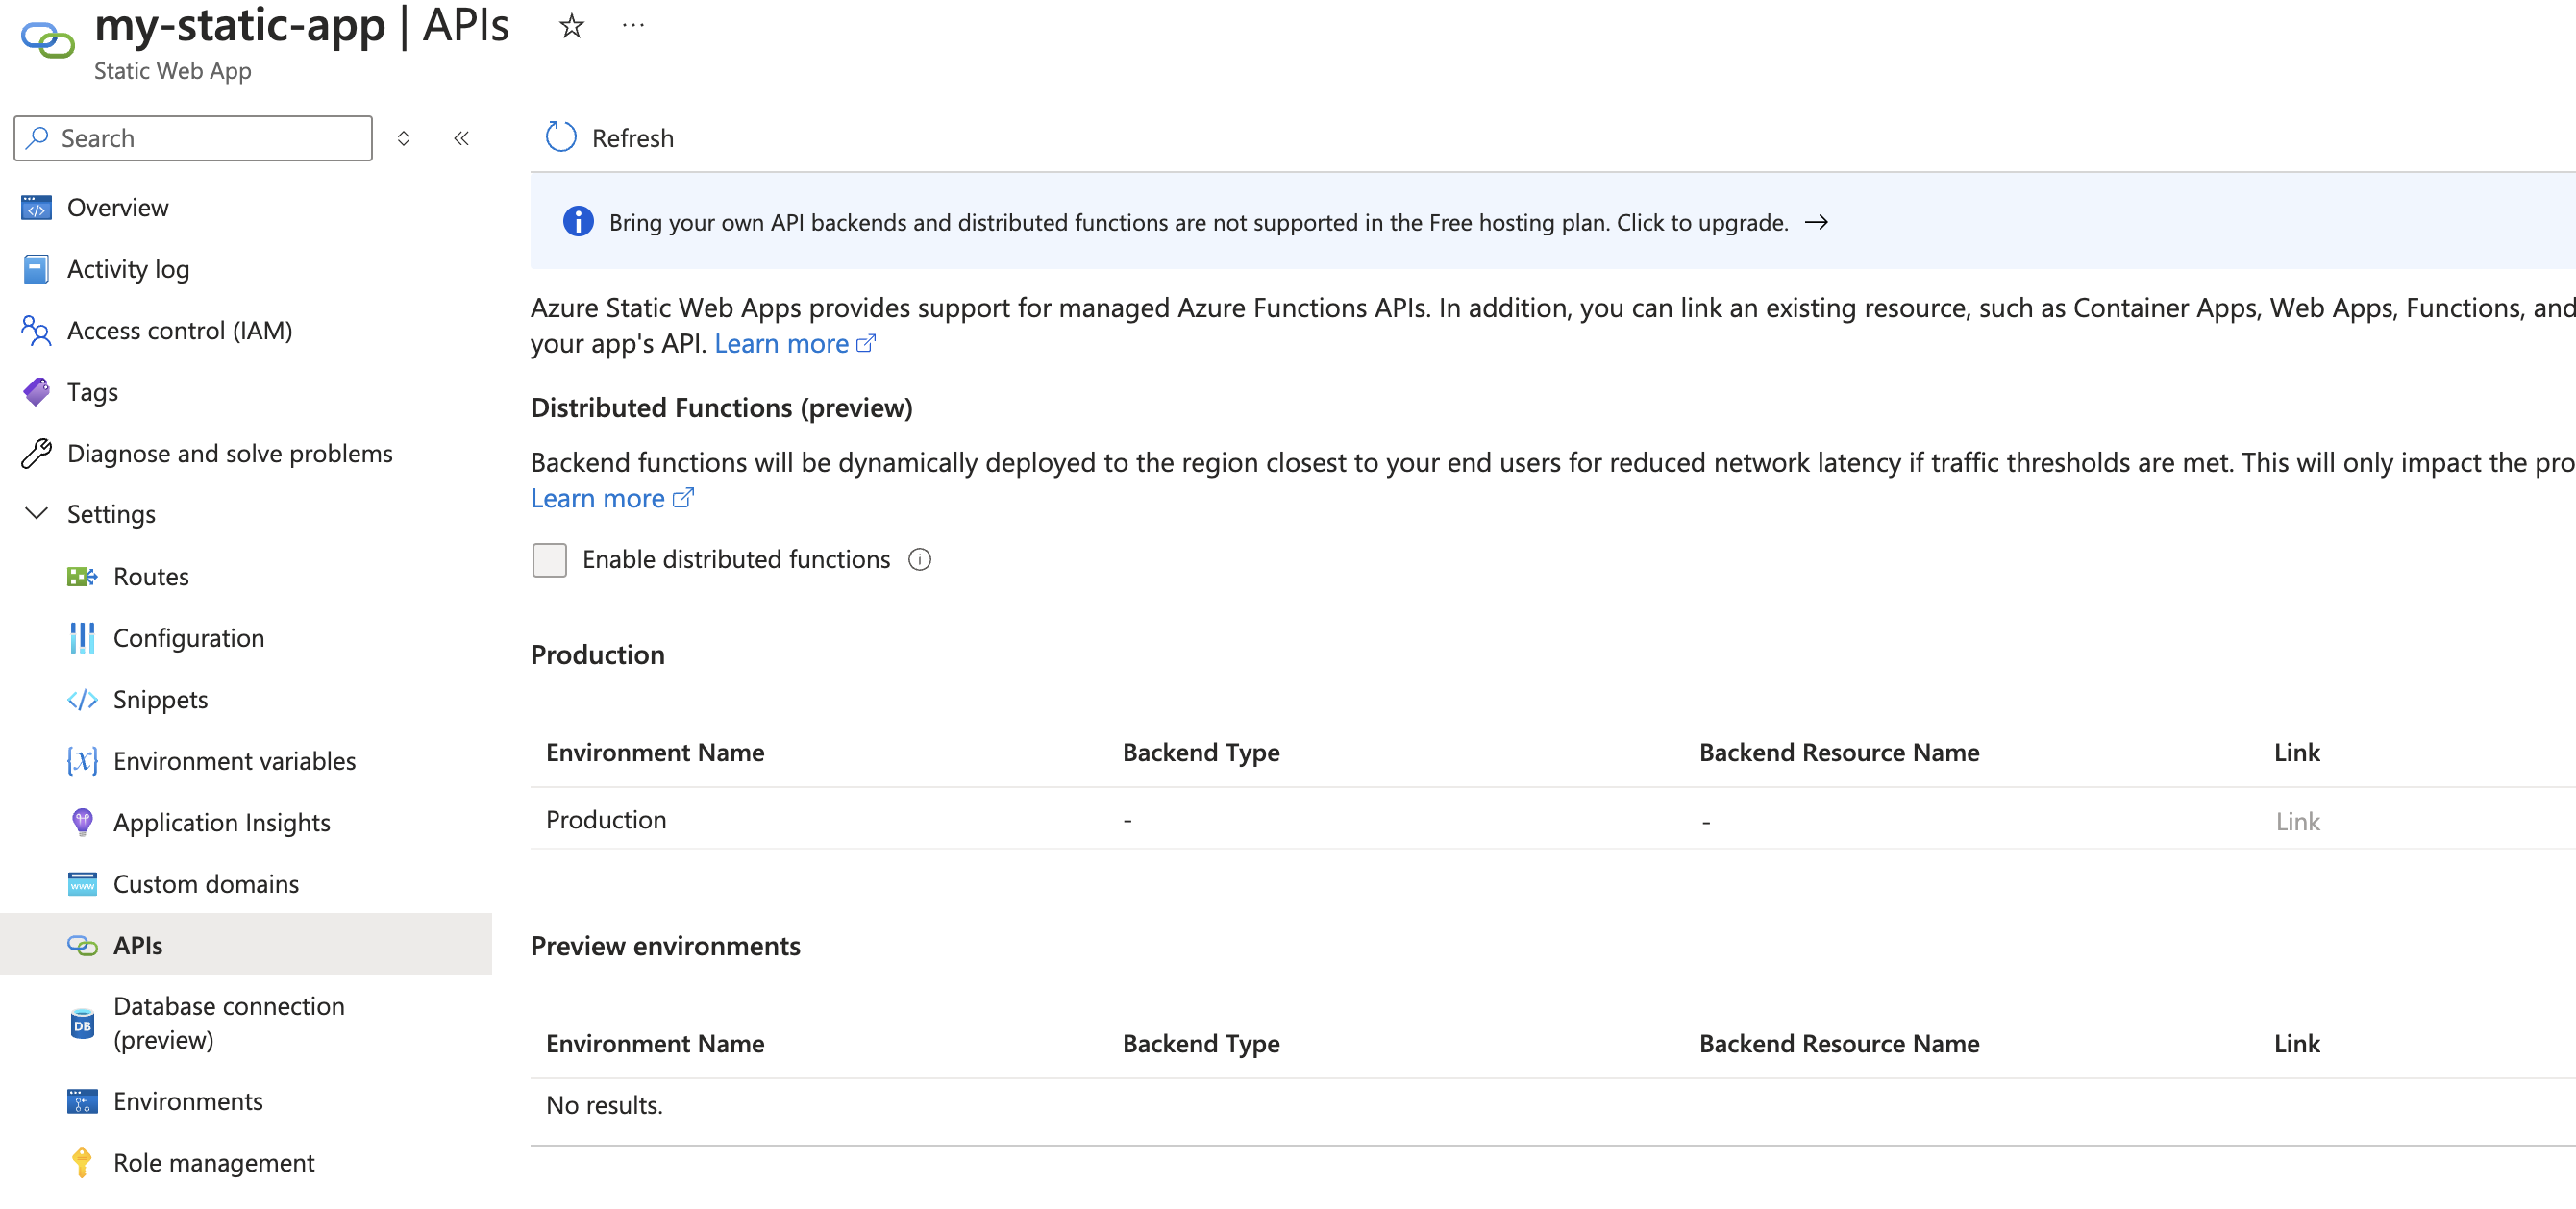 my-static-app | APIs
Static Web App
Search
Overview
Activity log
Access control (IAM)
Tags
Diagnose and solve problems
Settings
Routes
Configuration
Snippets
Environment variables
Application Insights
Custom domains
APIs
Database connection
(preview)
Environments
Role management
Refresh
Bring your own API backends and distributed functions are not supported in the Free hosting plan. Click to upgrade. →
Azure Static Web Apps provides support for managed Azure Functions APIs. In addition, you can link an existing resource, such as Container Apps, Web Apps, Functions, and
your app's API. Learn more
Distributed Functions (preview)
Backend functions will be dynamically deployed to the region closest to your end users for reduced network latency if traffic thresholds are met. This will only impact the pro
Learn more
Enable distributed functions
Production
Environment Name Backend Type Backend Resource Name Link
Production - - Link
Preview environments
Environment Name Backend Type Backend Resource Name Link
No results.